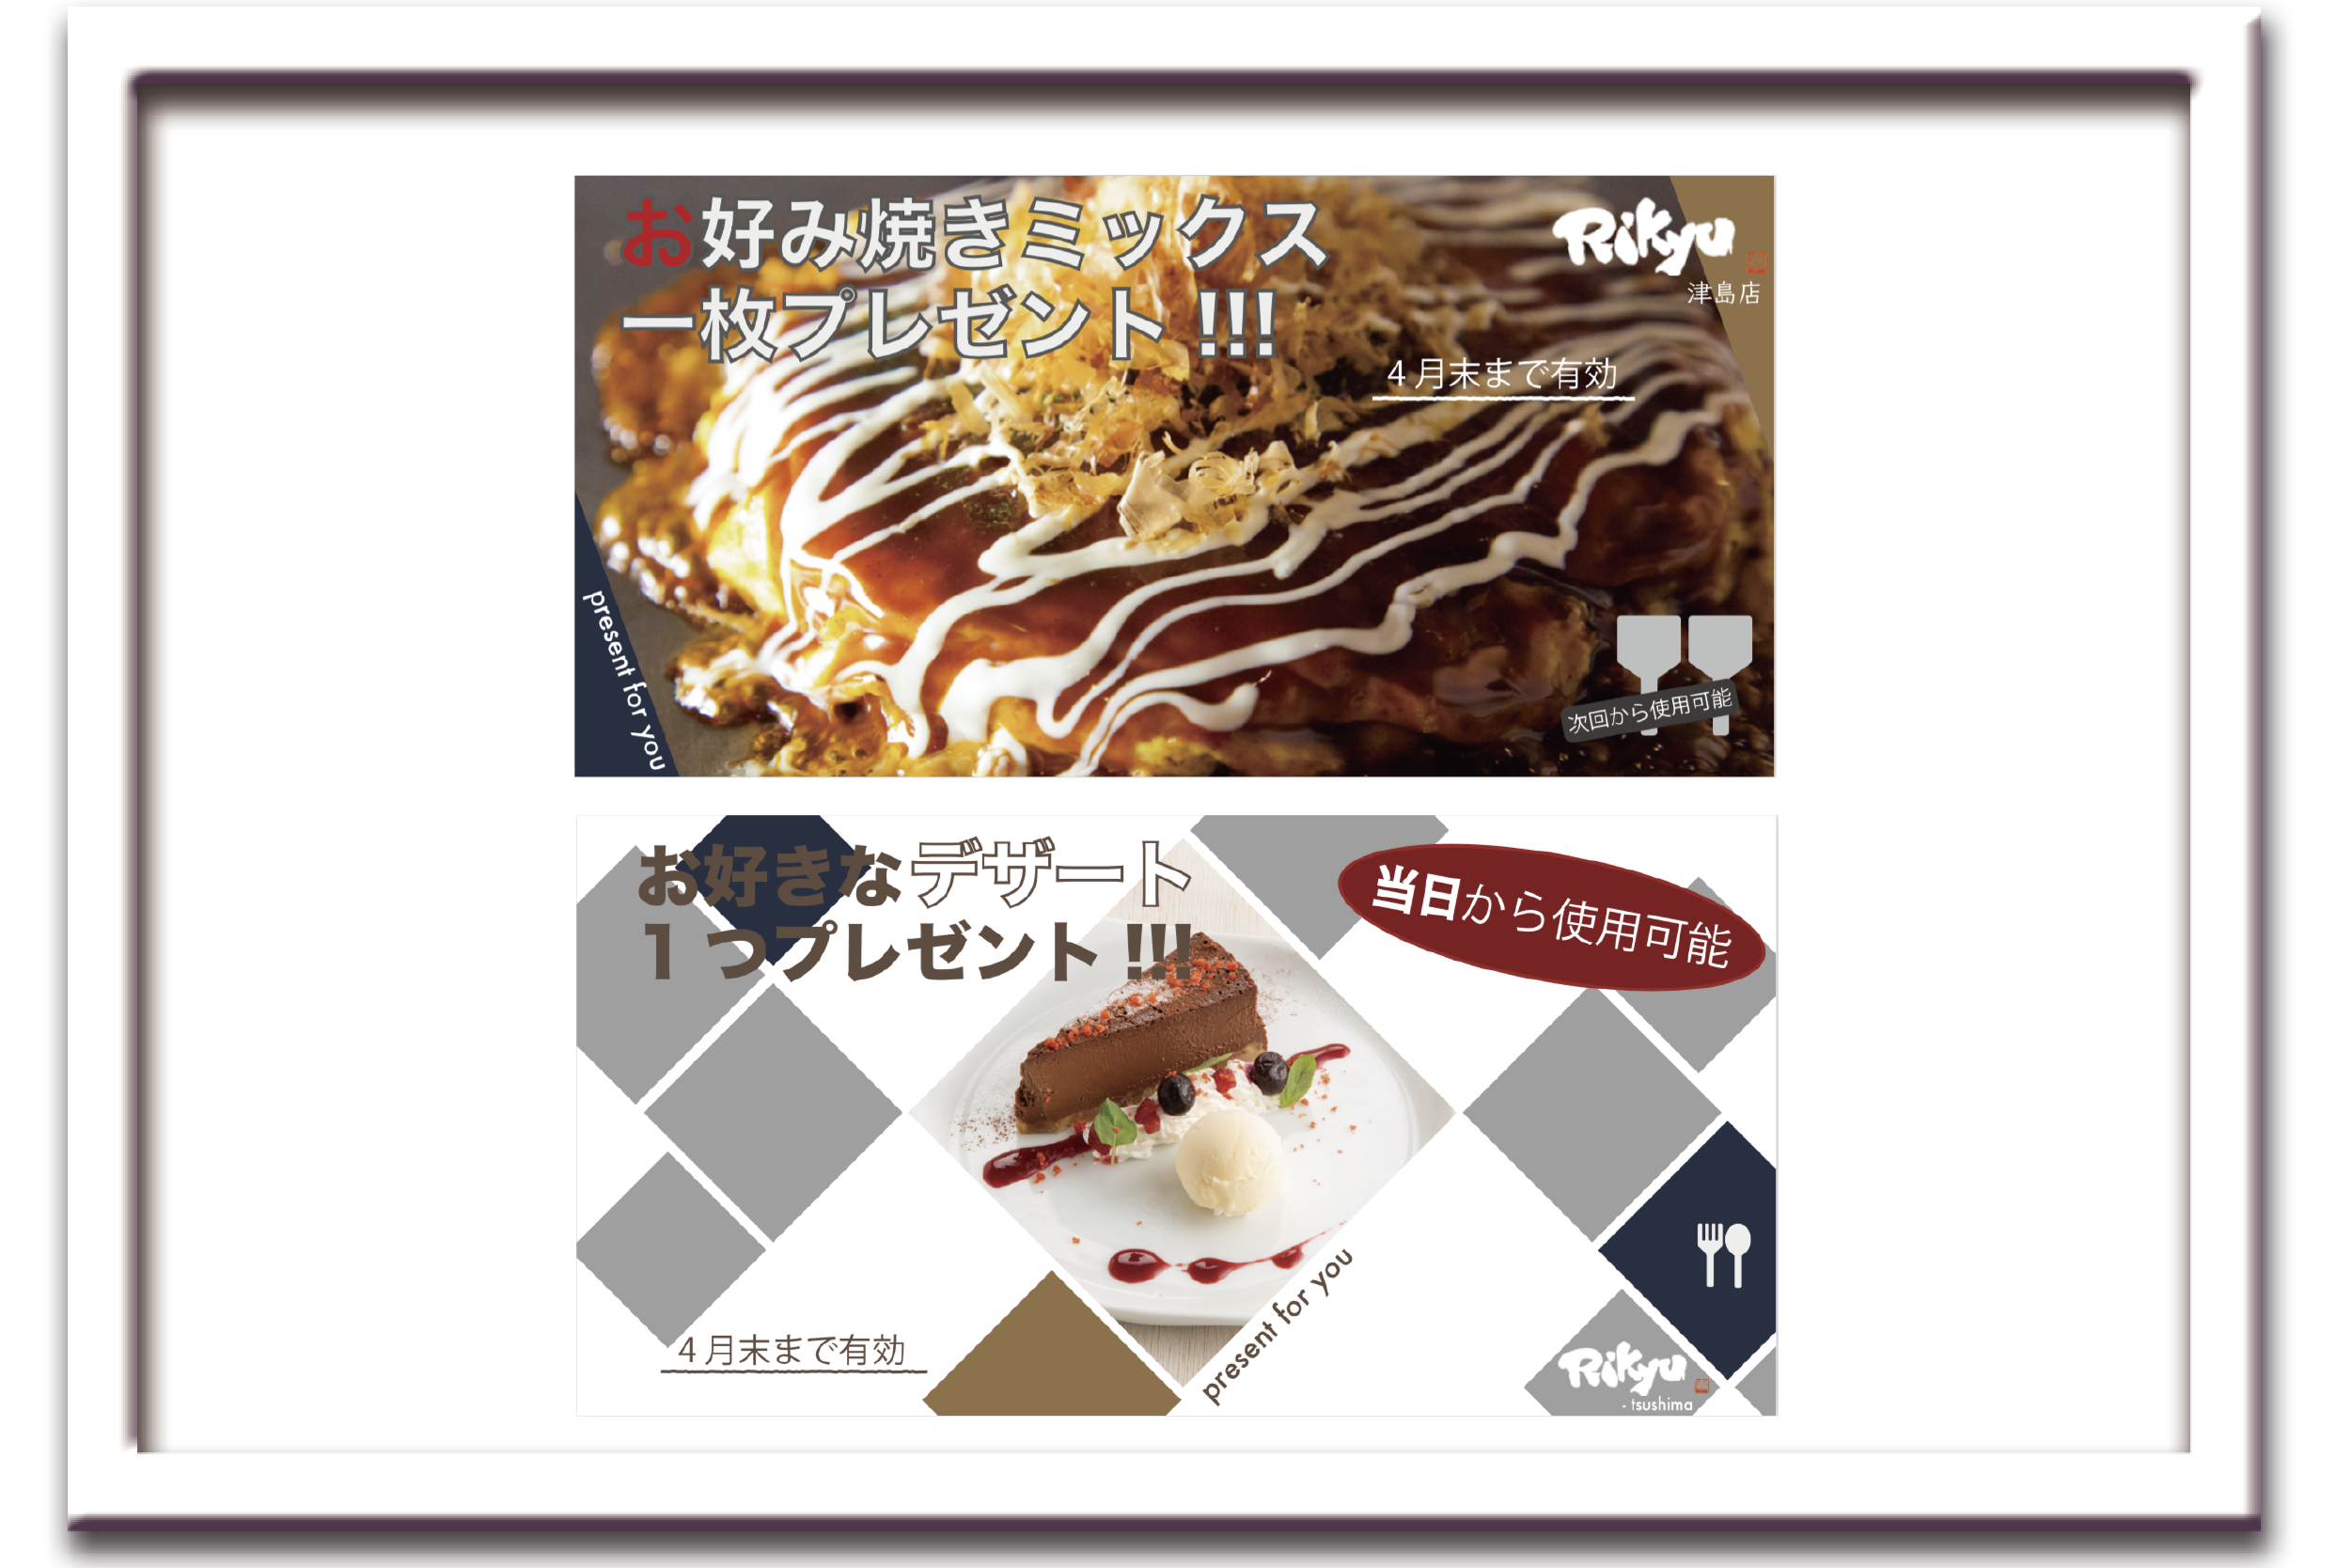 お好み焼きミックス
一枚プレゼント!!!
Rikyu
津島店
4月末まで有効
present for you
次回から使用可能
お好きなデザート
1つプレゼント!!!
当日から使用可能
4月末まで有効
present for you
Rikyu
- tsushima